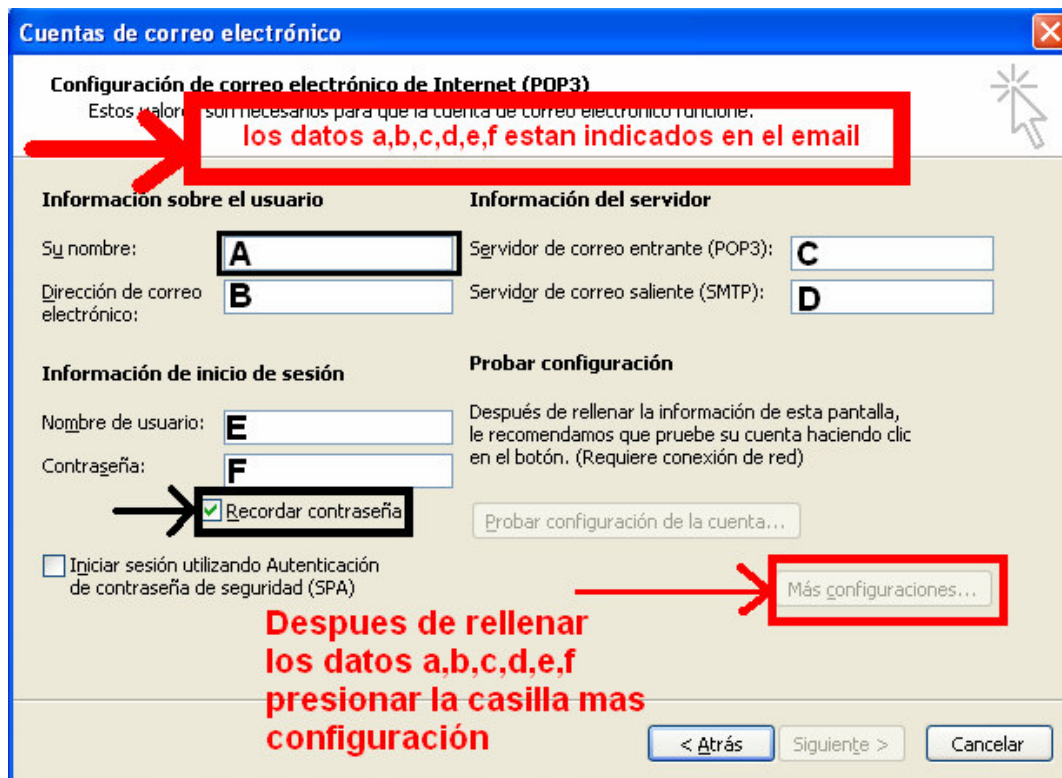 Cuentas de correo electrónico
Configuración de correo electrónico de Internet (POP3)
Estos valores son necesarios para que la cuenta de correo electrónico funcione.
los datos a,b,c,d,e,f estan indicados en el email
Información sobre el usuario
Su nombre:
A
Dirección de correo
electrónico:
B
Información del servidor
Servidor de correo entrante (POP3):
C
Servidor de correo saliente (SMTP):
D
Información de inicio de sesión
Nombre de usuario:
E
Contraseña:
F
Recordar contraseña
Iniciar sesión utilizando Autenticación
de contraseña de seguridad (SPA)
Probar configuración
Después de rellenar la información de esta pantalla,
le recomendamos que pruebe su cuenta haciendo clic
en el botón. (Requiere conexión de red)
Probar configuración de la cuenta...
Más configuraciones...
Despues de rellenar
los datos a,b,c,d,e,f
presionar la casilla mas
configuración
< Atrás
Siguiente >
Cancelar